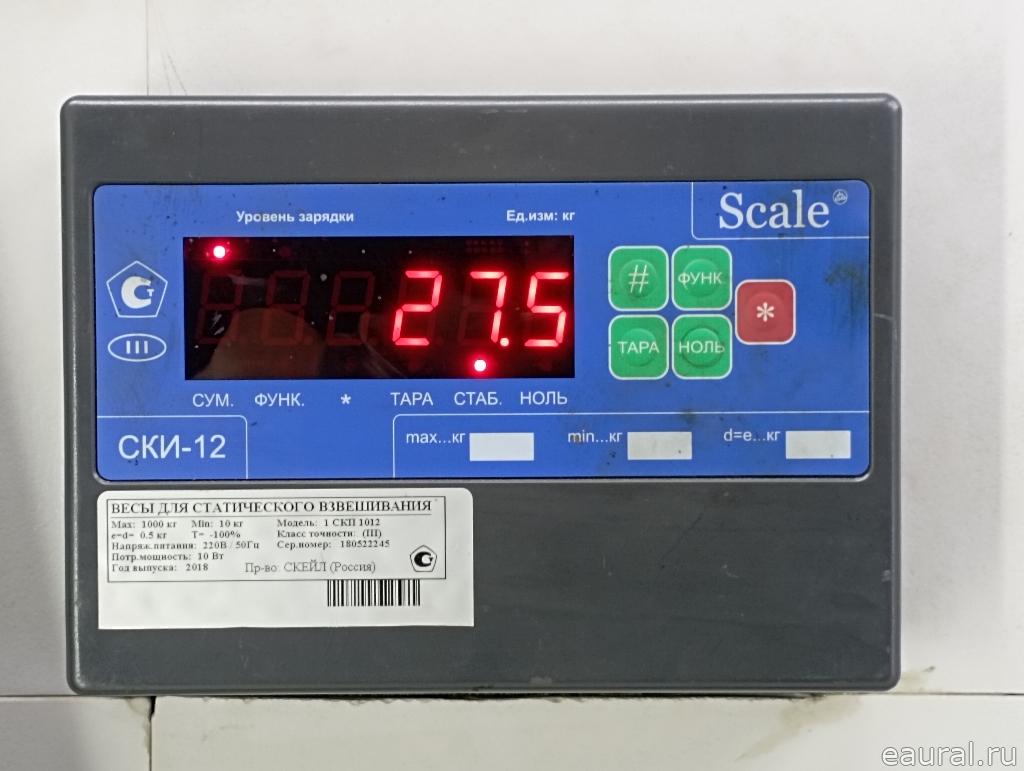 Scale®
Уровень зарядки Ед.изм: кг
27.5
# ФУНК
*
ТАРА НОЛЬ
Ст
III
СУМ. ФУНК. * ТАРА СТАБ. НОЛЬ
СКИ-12
max...кг min...кг d=e...кг
ВЕСЫ ДЛЯ СТАТИЧЕСКОГО ВЗВЕШИВАНИЯ
Max: 1000 кг Min: 10 кг Модель: 1 СКП 1012
e=d= 0.5 кг T= -100% Класс точности: (III)
Напряж.питания: 220В / 50Гц Сер.номер: 180522245
Потр.мощность: 10 Вт
Год выпуска: 2018 Пр-во: СКЕЙЛ (Россия)
Ст
eaural.ru